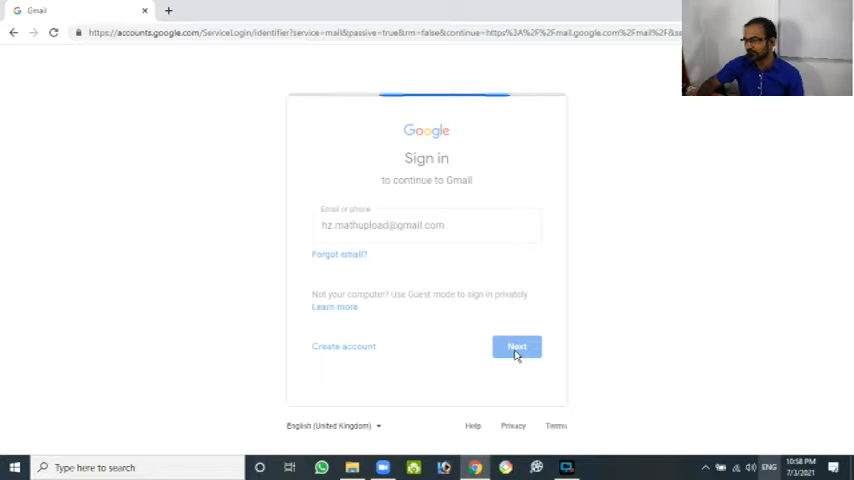 Gmail
https://accounts.google.com/ServiceLogin/identifier?service=mail&passive=true&rm=false&continue=https%3A%2F%2Fmail.google.com%2Fmail%2F&s
Google
Sign in
to continue to Gmail
Email or phone
hz.mathupload@gmail.com
Forgot email?
Not your computer? Use Guest mode to sign in privately
Learn more
Create account
Next
English (United Kingdom)
Help
Privacy
Terms
Type here to search
ENG
10:58 PM
7/3/2021